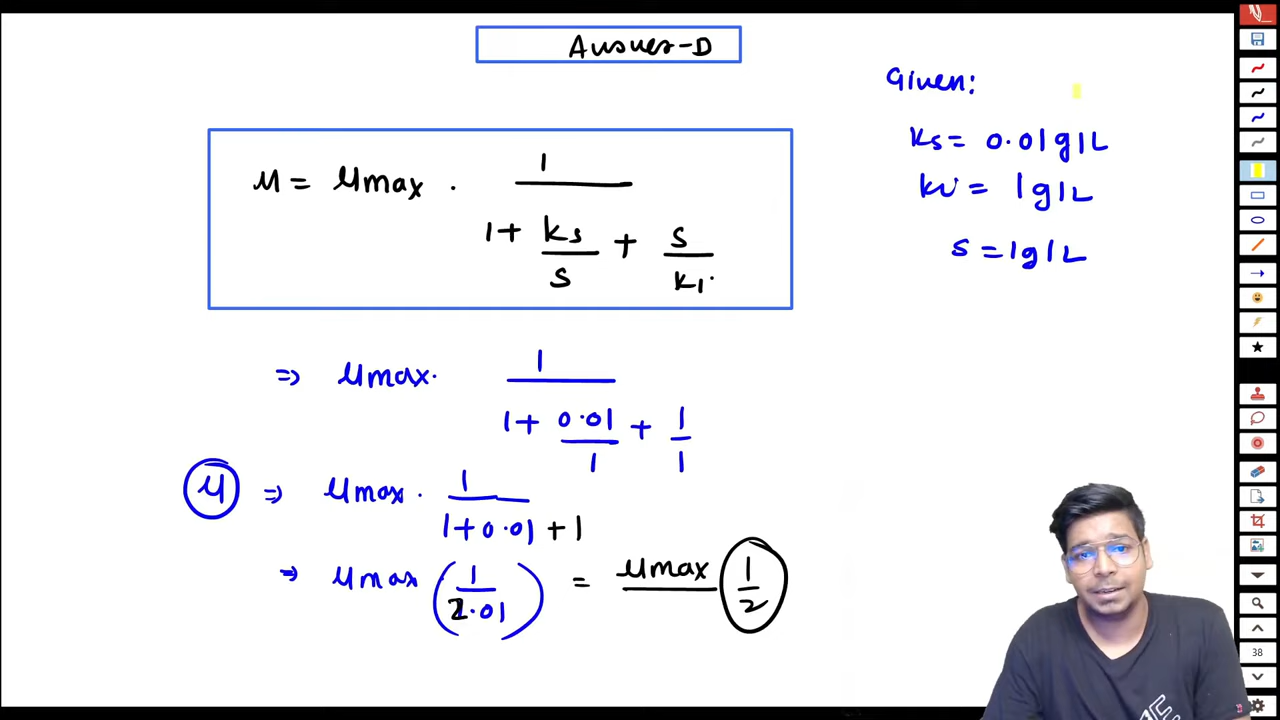 Answer-D
Given:
Ks = 0.01 g/L
Ki = 1 g/L
S = 1 g/L
μ = μmax . 1 / (1 + Ks/S + S/Ki)
⇒ μmax . 1 / (1 + 0.01/1 + 1/1)
μ ⇒ μmax . 1 / (1 + 0.01 + 1)
⇒ μmax (1/2.01) = μmax (1/2)
38